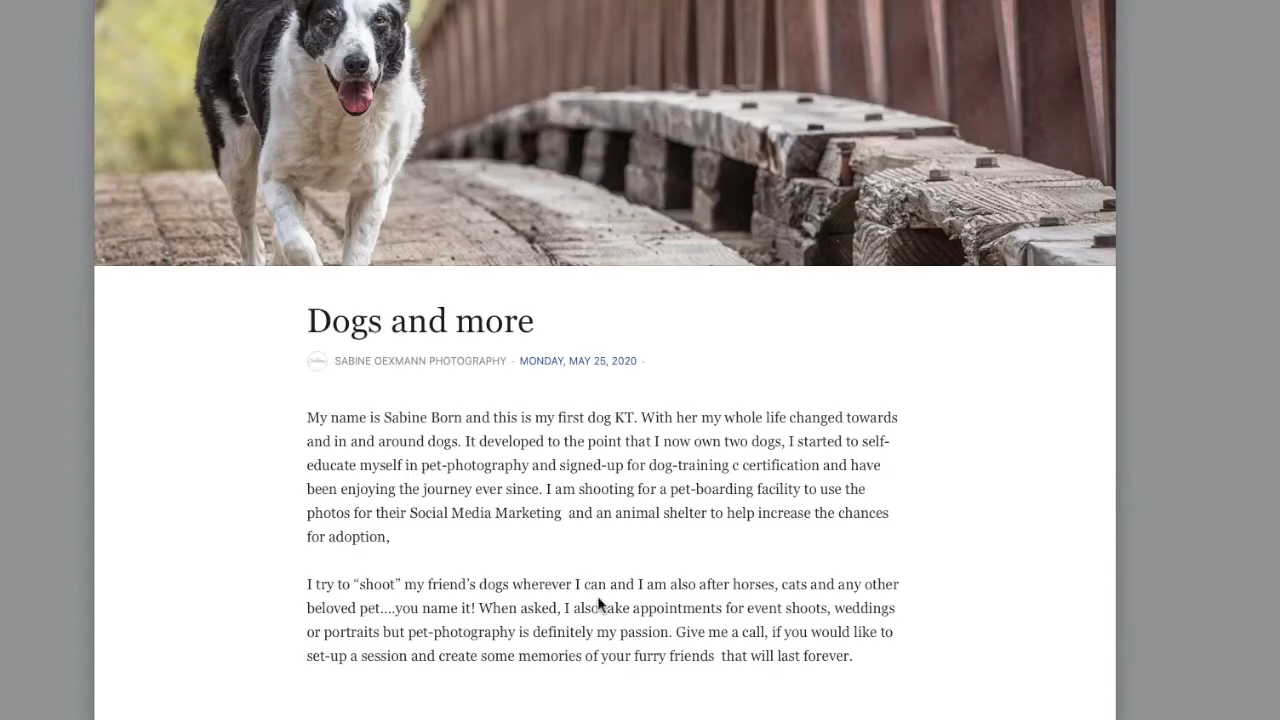 Dogs and more
SABINE OEXMANN PHOTOGRAPHY · MONDAY, MAY 25, 2020 ·
My name is Sabine Born and this is my first dog KT. With her my whole life changed towards
and in and around dogs. It developed to the point that I now own two dogs, I started to self-
educate myself in pet-photography and signed-up for dog-training c certification and have
been enjoying the journey ever since. I am shooting for a pet-boarding facility to use the
photos for their Social Media Marketing  and an animal shelter to help increase the chances
for adoption,
I try to “shoot” my friend’s dogs wherever I can and I am also after horses, cats and any other
beloved pet....you name it! When asked, I also take appointments for event shoots, weddings
or portraits but pet-photography is definitely my passion. Give me a call, if you would like to
set-up a session and create some memories of your furry friends  that will last forever.